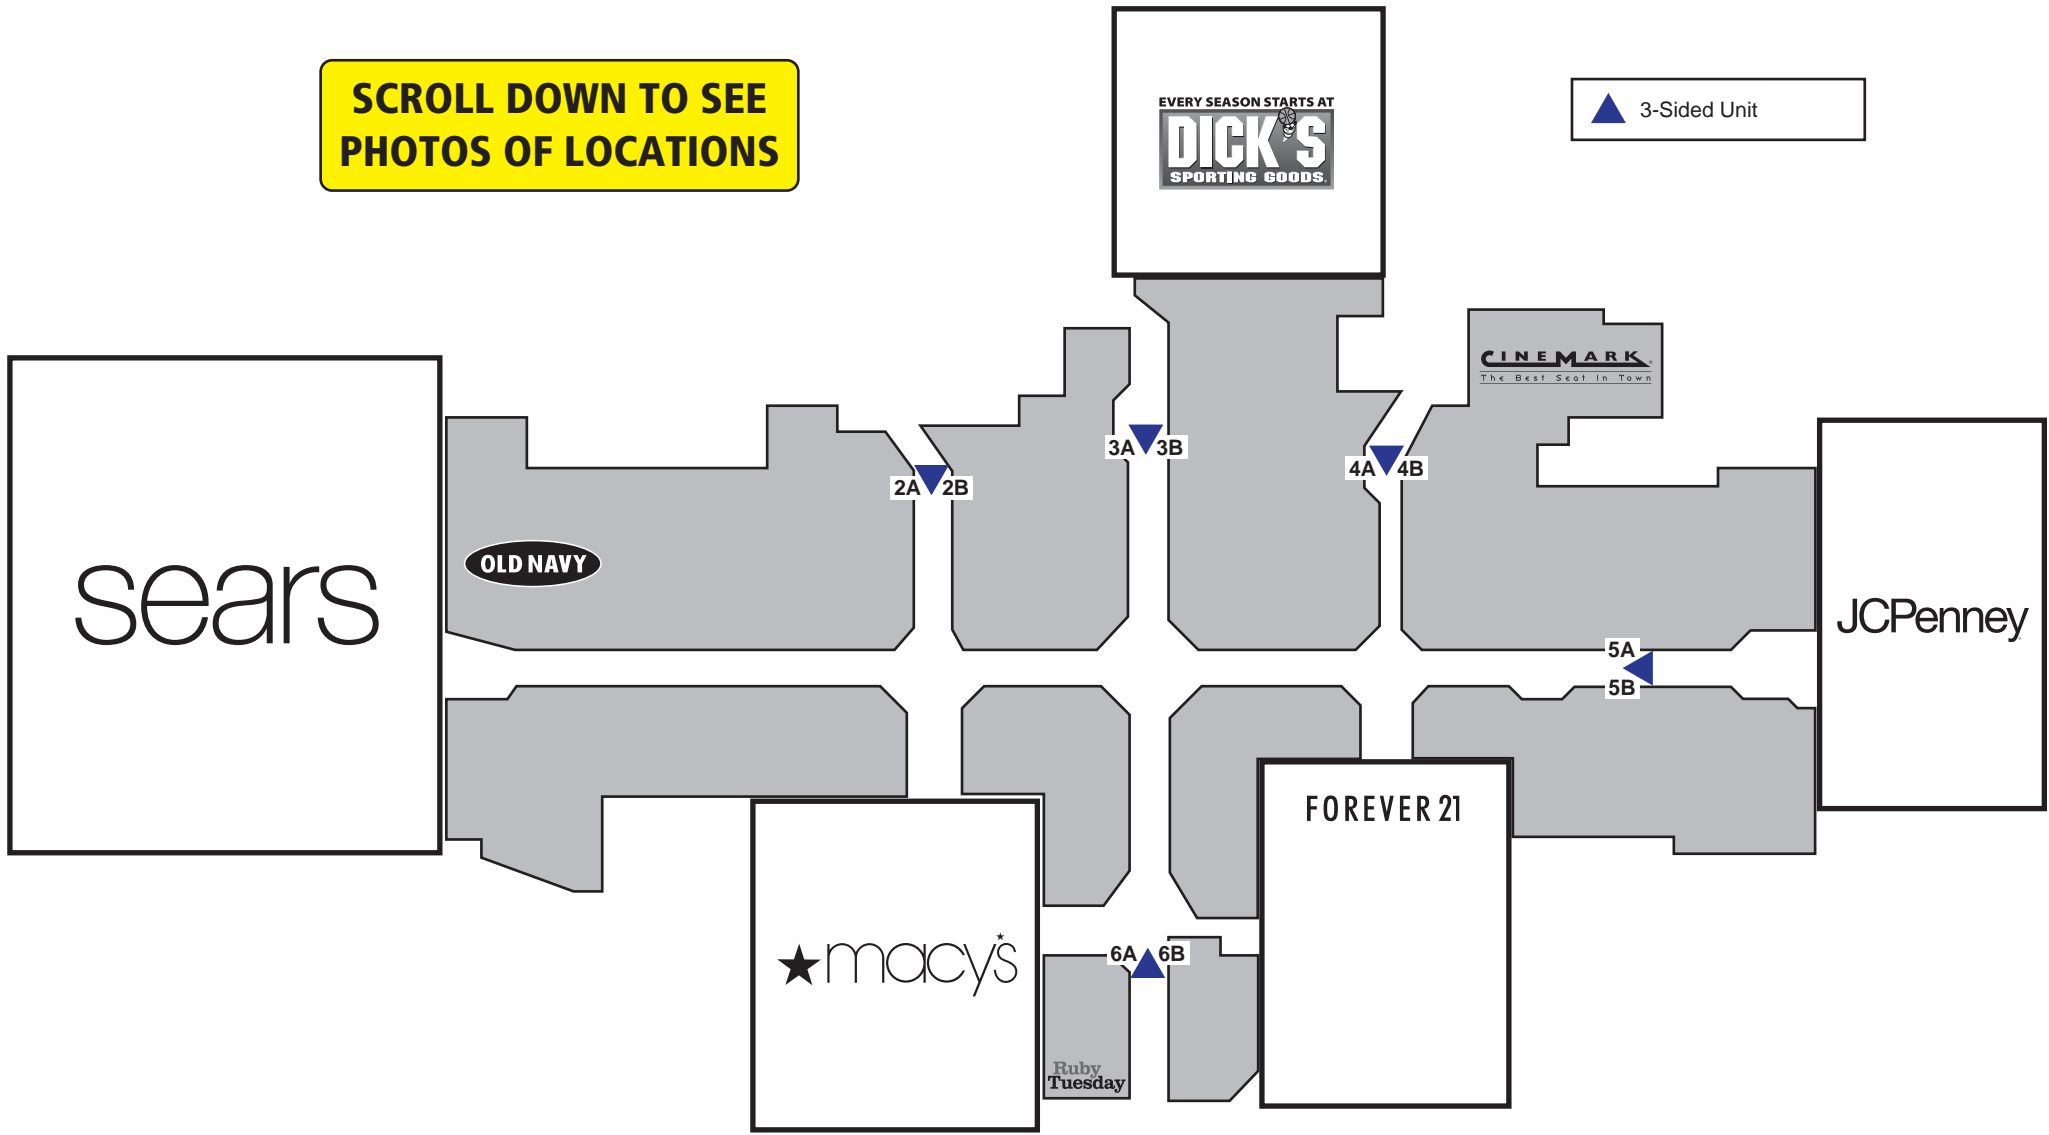 SCROLL DOWN TO SEE
PHOTOS OF LOCATIONS
EVERY SEASON STARTS AT
DICK'S
SPORTING GOODS
3-Sided Unit
CINEMARK
The Best Seat In Town
3A 3B
4A 4B
2A 2B
OLD NAVY
sears
JCPenney
5A
5B
FOREVER 21
macy's
6A 6B
Ruby
Tuesday